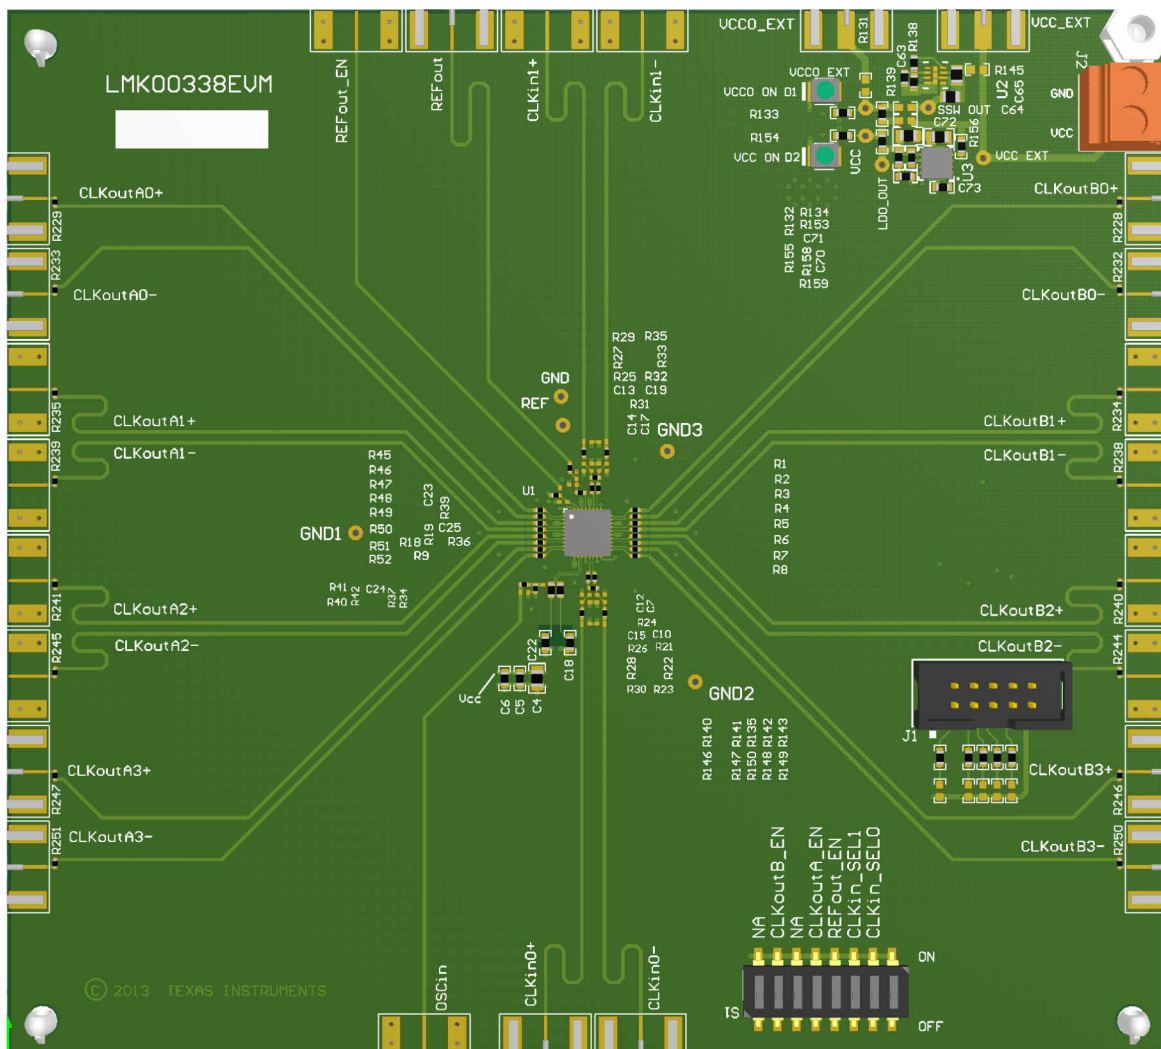 VCCO_EXT
VCC_EXT
R131
R138
C63
R139
VCCO EXT
VCCO ON D1
R133
R154
VCC ON D2
VCC
LDO_OUT
SSW OUT
U2
R145
C65
C64
C72
R156
VCC EXT
U3
C73
J2
GND
VCC
LMK00338EVM
REFout_EN
REFout
CLKin1+
CLKin1-
CLKoutA0+
R229
R233
CLKoutA0-
CLKoutB0+
R228
R232
CLKoutB0-
R132
R134
R153
C71
R155
R158
C70
R159
R29
R35
R27
R33
R25
R32
C13
C19
R31
C14
C17
GND
REF
GND3
R235
CLKoutA1+
R239
CLKoutA1-
CLKoutB1+
R234
CLKoutB1-
R238
R45
R46
R47
R48
R49
R50
R51
R52
C23
R39
R19
C25
R18
R36
R9
GND1
U1
R1
R2
R3
R4
R5
R6
R7
R8
R41
R42
C24
R40
R37
R34
R241
CLKoutA2+
R245
CLKoutA2-
R240
CLKoutB2+
CLKoutB2-
R244
C12
C7
R24
C15
C10
R26
R21
R28
R22
R30
R23
C22
C18
Vcc
C6
C5
C4
GND2
R140
R141
R135
R142
R143
R146
R147
R150
R148
R149
J1
CLKoutA3+
R247
R251
CLKoutA3-
CLKoutB3+
R246
R250
CLKoutB3-
NA
CLKoutB_EN
NA
CLKoutA_EN
REFout_EN
CLKin_SEL1
CLKin_SEL0
ON
S1
OFF
© 2013 TEXAS INSTRUMENTS
OSCin
CLKin0+
CLKin0-